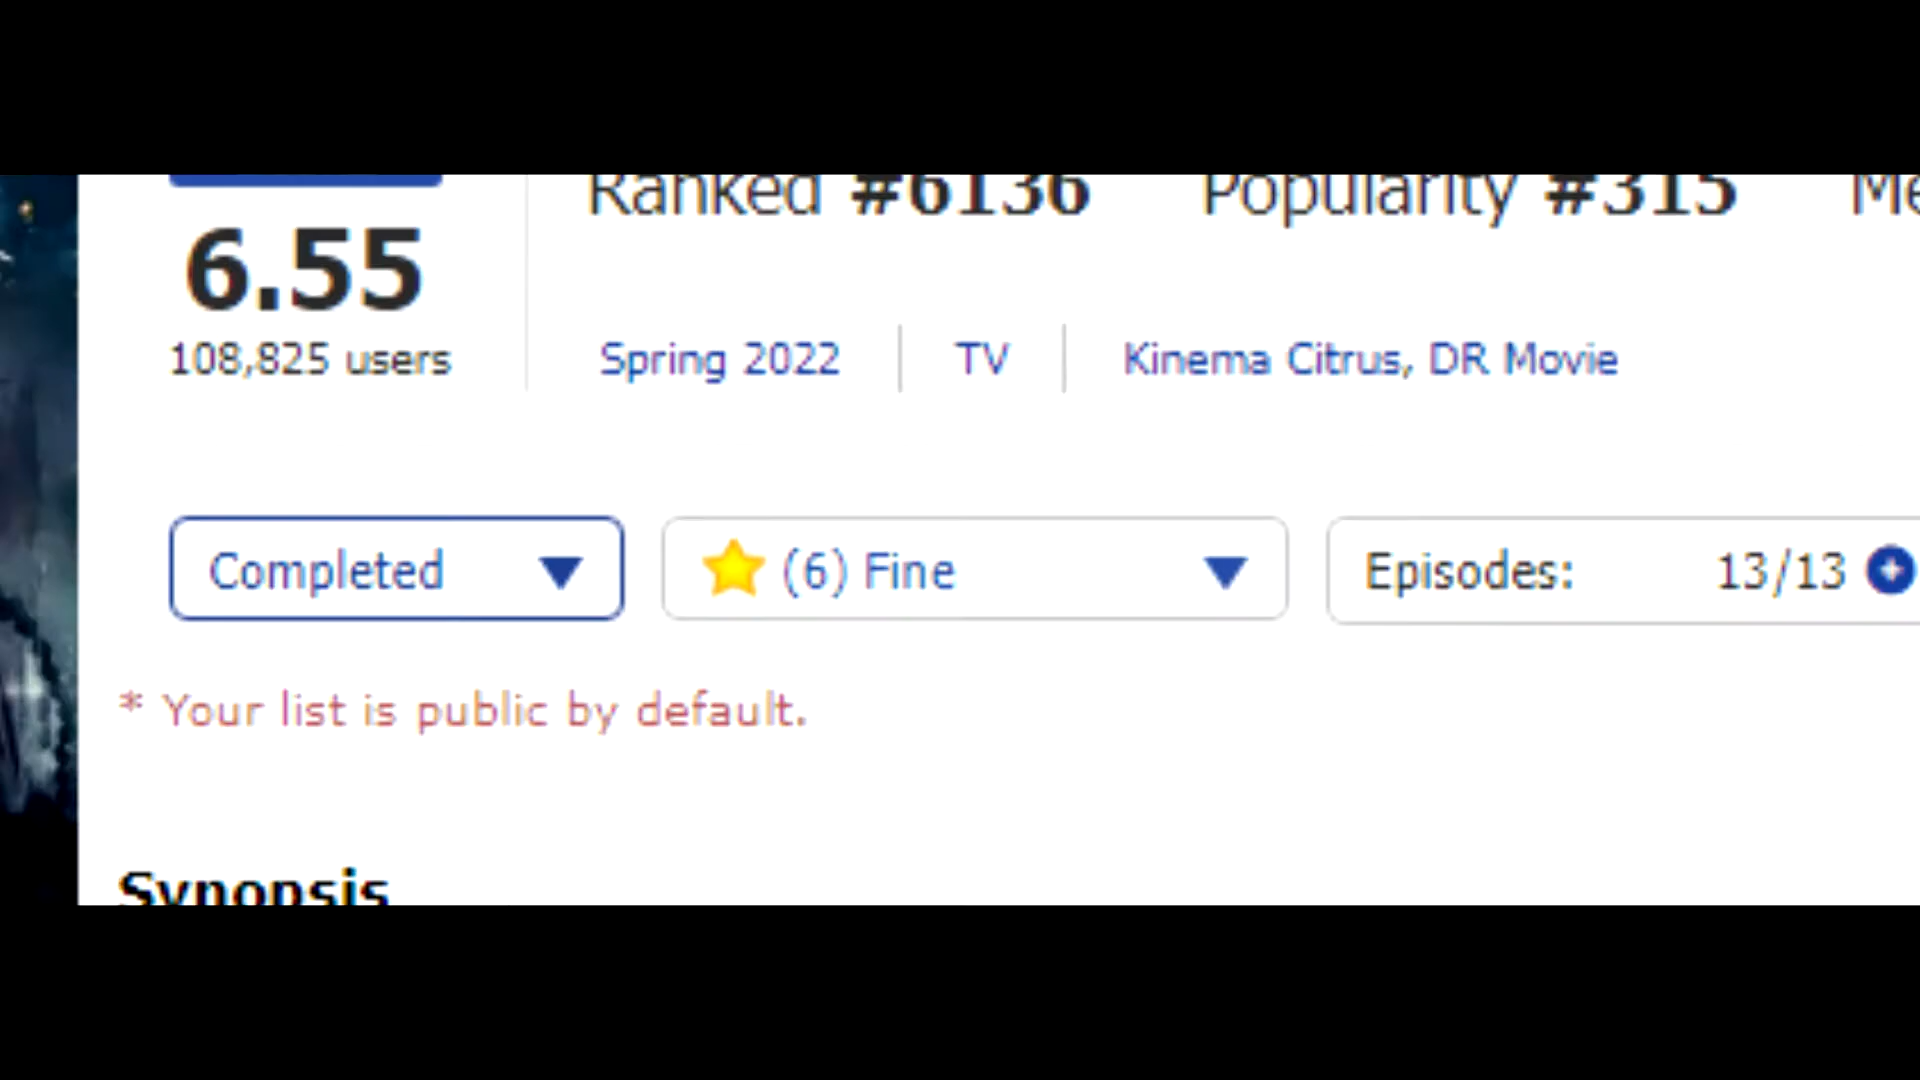 Ranked #6136 Popularity #315 Me
6.55
108,825 users
Spring 2022 TV Kinema Citrus, DR Movie
Completed (6) Fine Episodes: 13/13
* Your list is public by default.
Synopsis